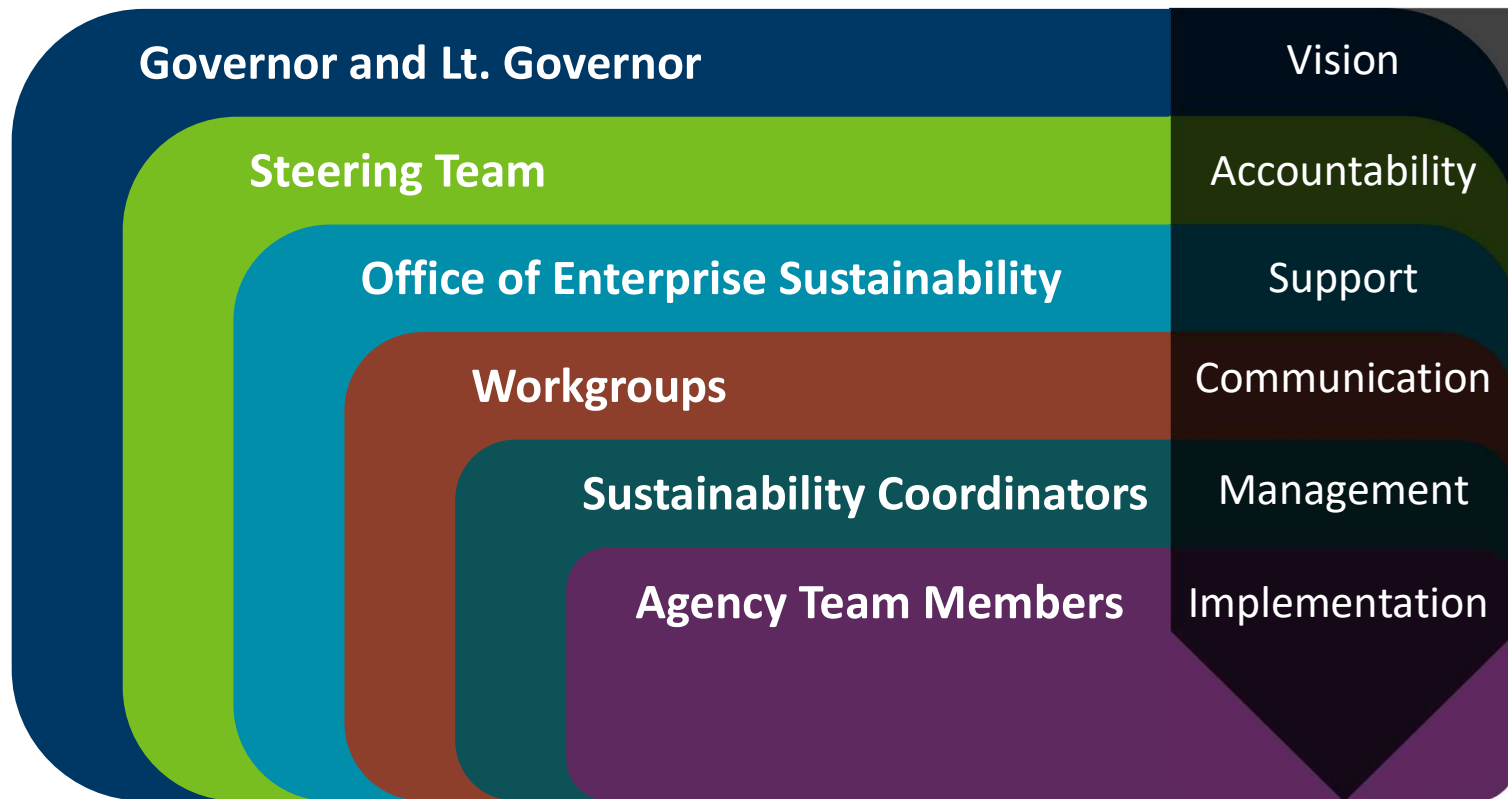 Governor and Lt. Governor
Vision
Steering Team
Accountability
Office of Enterprise Sustainability
Support
Workgroups
Communication
Sustainability Coordinators
Management
Agency Team Members
Implementation